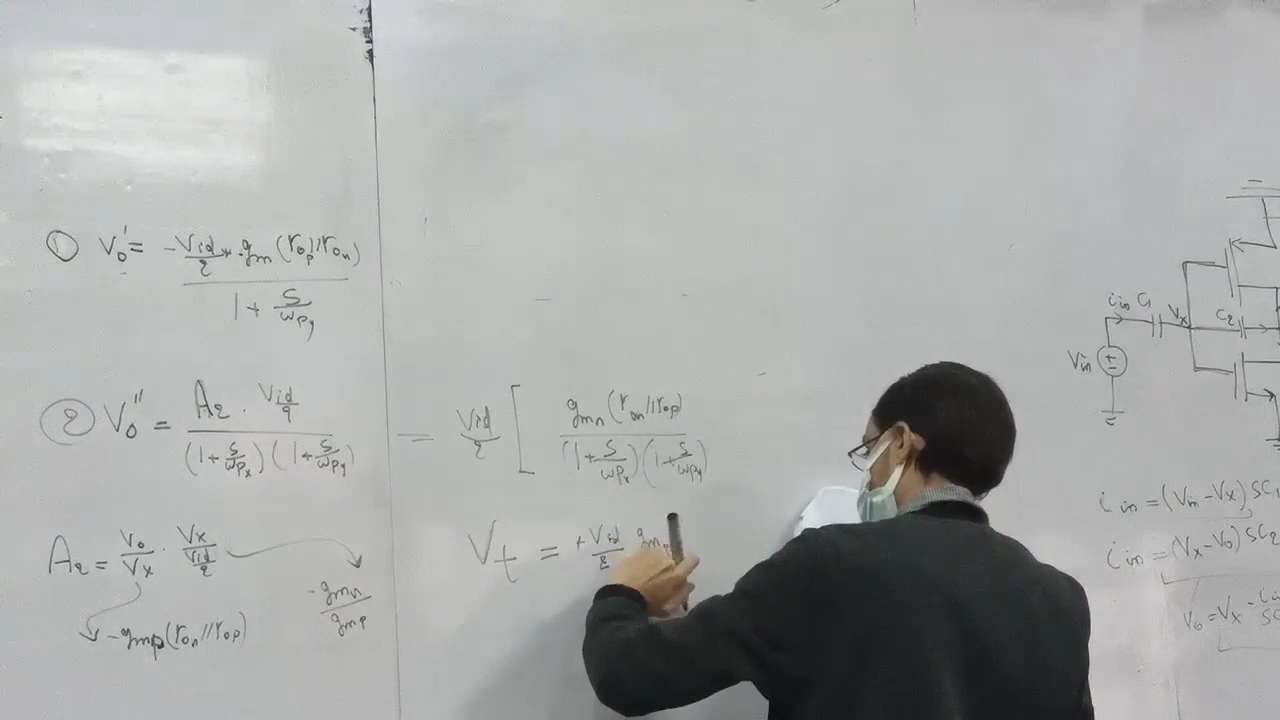 ① V₀' = -Vid/2 * gm(rop//ron) / (1 + S/ωpy)
② V₀'' = A₂ · Vid/2 / ((1 + S/ωpx)(1 + S/ωpy)) = Vid/2 [ gmn(ron//rop) / ((1 + S/ωpx)(1 + S/ωpy))
A₂ = V₀/Vx · Vx/(Vid/2)
-gmn/gmp
-gmp(ron//rop)
Vt = + Vid/2 gm
iin C₁ Vx C₂
Vin
iin = (Vin - Vx) SC₁
iin = (Vx - V₀) SC₂
V₀ = Vx -